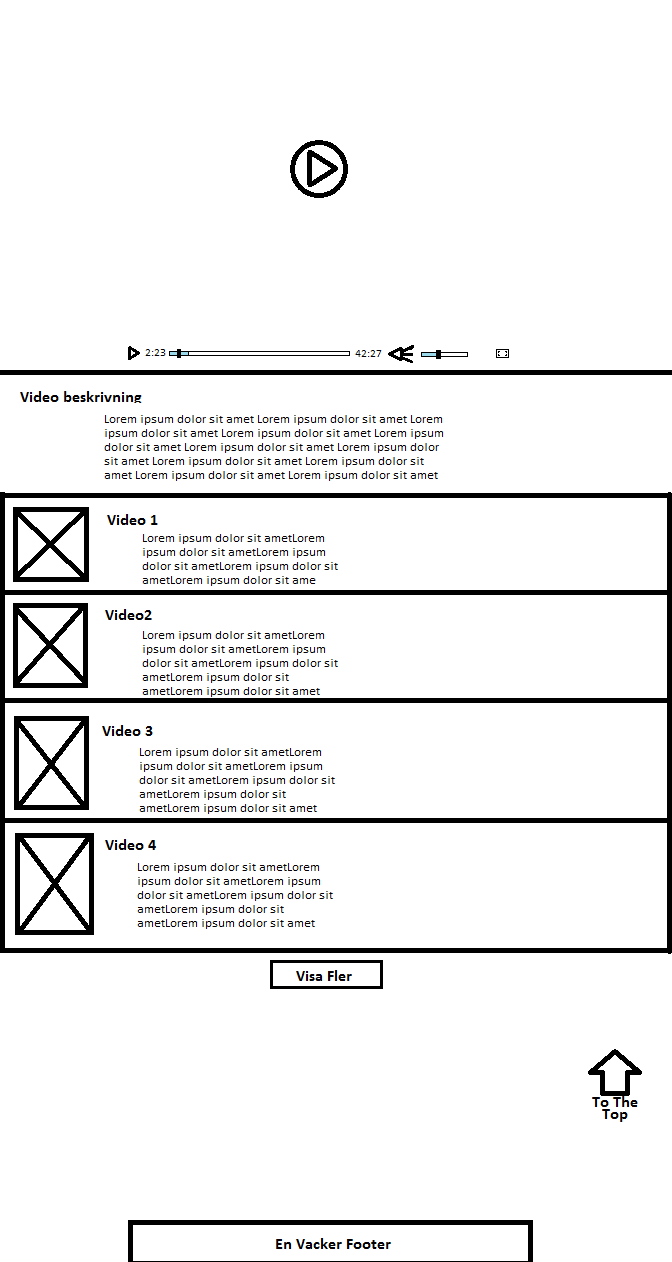 2:23
42:27
Video beskrivning
Lorem ipsum dolor sit amet Lorem ipsum dolor sit amet Lorem
ipsum dolor sit amet Lorem ipsum dolor sit amet Lorem ipsum
dolor sit amet Lorem ipsum dolor sit amet Lorem ipsum dolor
sit amet Lorem ipsum dolor sit amet Lorem ipsum dolor sit
amet Lorem ipsum dolor sit amet Lorem ipsum dolor sit amet
Video 1
Lorem ipsum dolor sit ametLorem
ipsum dolor sit ametLorem ipsum
dolor sit ametLorem ipsum dolor sit
ametLorem ipsum dolor sit ame
Video2
Lorem ipsum dolor sit ametLorem
ipsum dolor sit ametLorem ipsum
dolor sit ametLorem ipsum dolor sit
ametLorem ipsum dolor sit
ametLorem ipsum dolor sit amet
Video 3
Lorem ipsum dolor sit ametLorem
ipsum dolor sit ametLorem ipsum
dolor sit ametLorem ipsum dolor sit
ametLorem ipsum dolor sit
ametLorem ipsum dolor sit amet
Video 4
Lorem ipsum dolor sit ametLorem
ipsum dolor sit ametLorem ipsum
dolor sit ametLorem ipsum dolor sit
ametLorem ipsum dolor sit
ametLorem ipsum dolor sit amet
Visa Fler
To The
Top
En Vacker Footer